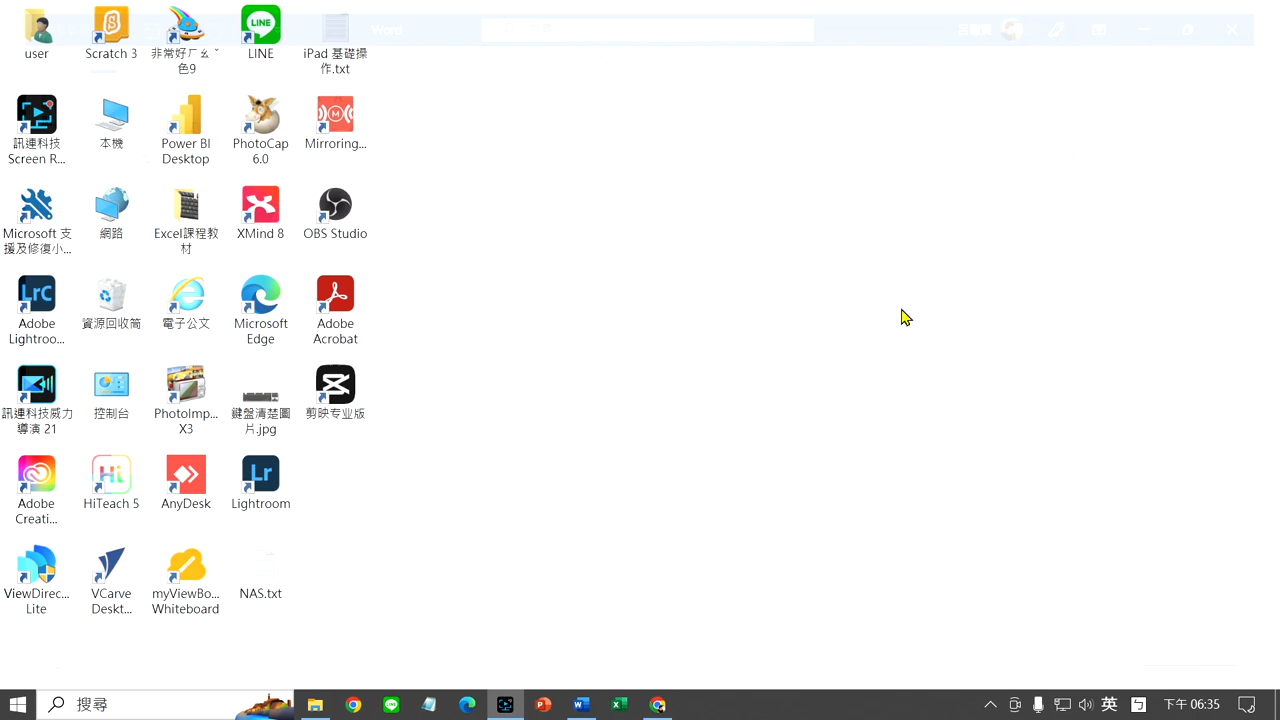 Word
user
Scratch 3
非常好ㄏㄠˇ
色9
LINE
iPad 基礎操
作.txt
訊連科技
Screen R...
本機
Power BI
Desktop
PhotoCap
6.0
Mirroring...
Microsoft 支
援及修復小...
網路
Excel課程教
材
XMind 8
OBS Studio
Adobe
Lightroo...
資源回收筒
電子公文
Microsoft
Edge
Adobe
Acrobat
訊連科技威力
導演 21
控制台
PhotoImp...
X3
鍵盤清楚圖
片.jpg
剪映专业版
Adobe
Creati...
HiTeach 5
AnyDesk
Lightroom
ViewDirec...
Lite
VCarve
Deskt...
myViewBo...
Whiteboard
NAS.txt
搜尋
英
下午 06:35